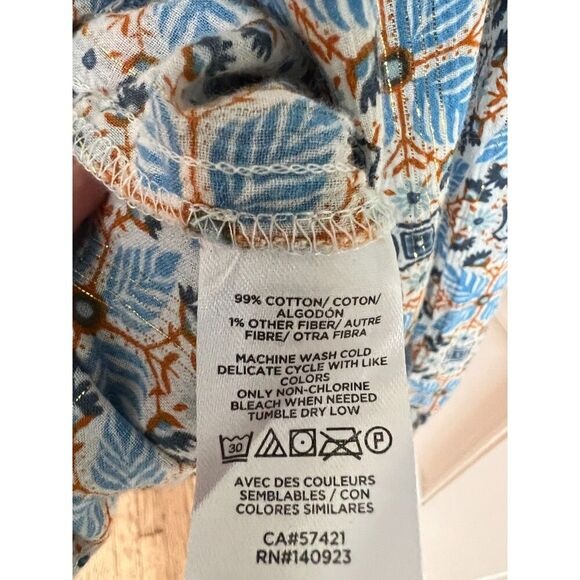 99% COTTON/ COTON/
ALGODÓN
1% OTHER FIBER/ AUTRE
FIBRE/ OTRA FIBRA
MACHINE WASH COLD
DELICATE CYCLE WITH LIKE
COLORS
ONLY NON-CHLORINE
BLEACH WHEN NEEDED
TUMBLE DRY LOW
30 P
AVEC DES COULEURS
SEMBLABLES / CON
COLORES SIMILARES
CA#57421
RN#140923